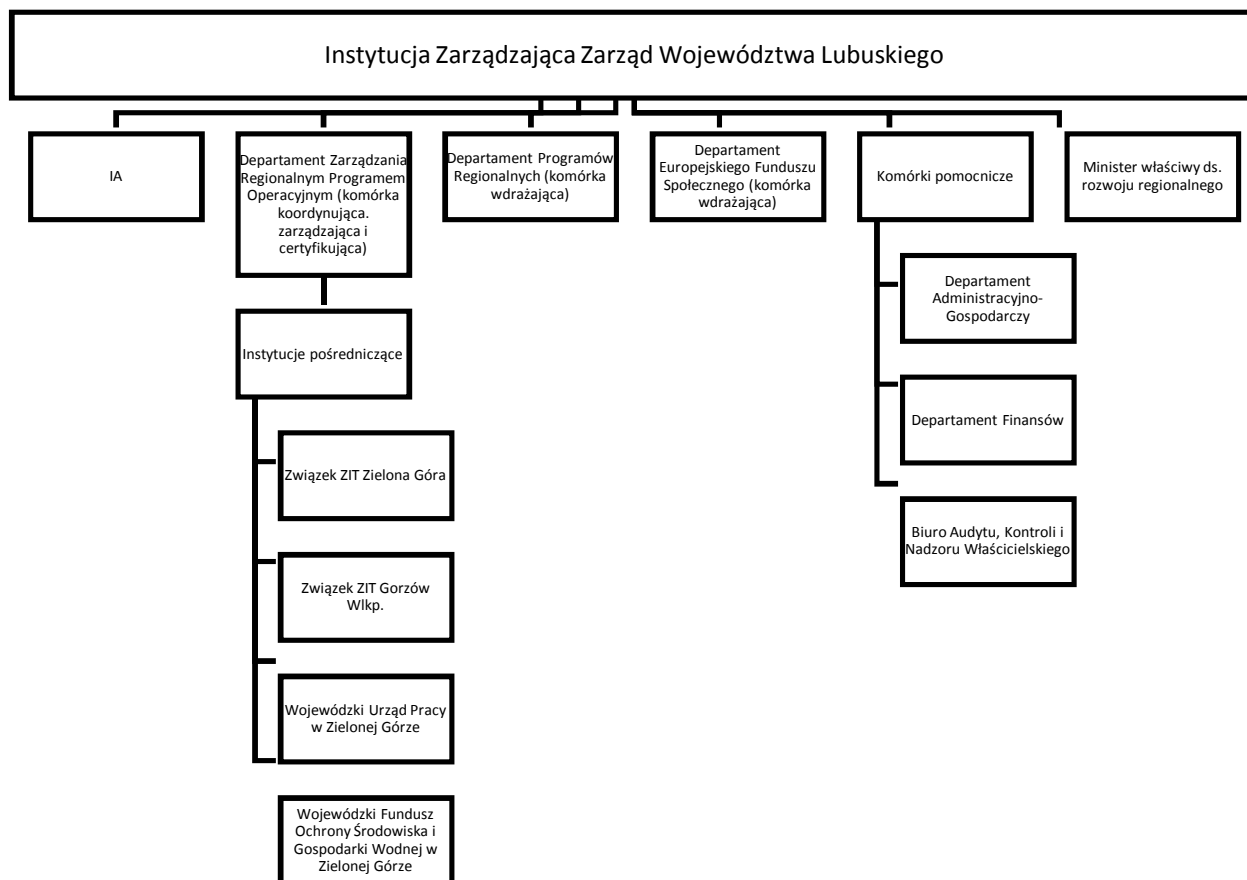 Instytucja Zarządzająca Zarząd Województwa Lubuskiego
IA
Departament Zarządzania
Regionalnym Programem
Operacyjnym (komórka
koordynująca.
zarządzająca i
certyfikująca)
Departament Programów
Regionalnych (komórka
wdrażająca)
Departament
Europejskiego Funduszu
Społecznego (komórka
wdrażająca)
Komórki pomocnicze
Minister właściwy ds.
rozwoju regionalnego
Instytucje pośredniczące
Związek ZIT Zielona Góra
Związek ZIT Gorzów
Wlkp.
Wojewódzki Urząd Pracy
w Zielonej Górze
Wojewódzki Fundusz
Ochrony Środowiska i
Gospodarki Wodnej w
Zielonej Górze
Departament
Administracyjno-
Gospodarczy
Departament Finansów
Biuro Audytu, Kontroli i
Nadzoru Właścicielskiego